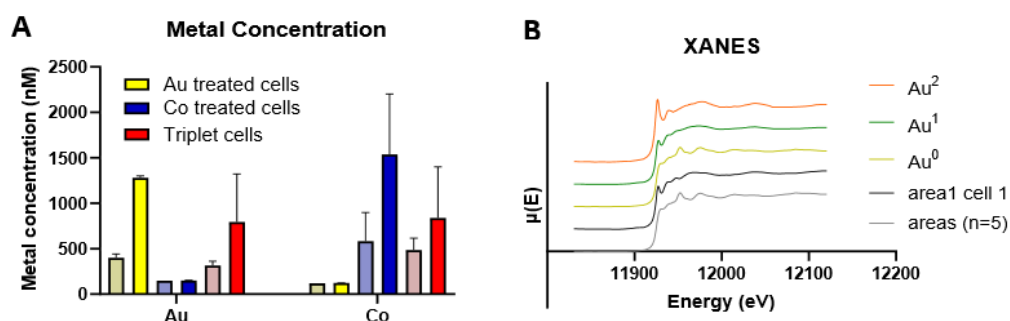 A
Metal Concentration
Metal concentration (nM)
2500
2000
1500
1000
500
0
Au treated cells
Co treated cells
Triplet cells
Au
Co
B
XANES
μ(E)
Au²
Au¹
Au⁰
area1 cell 1
areas (n=5)
11900
12000
12100
12200
Energy (eV)